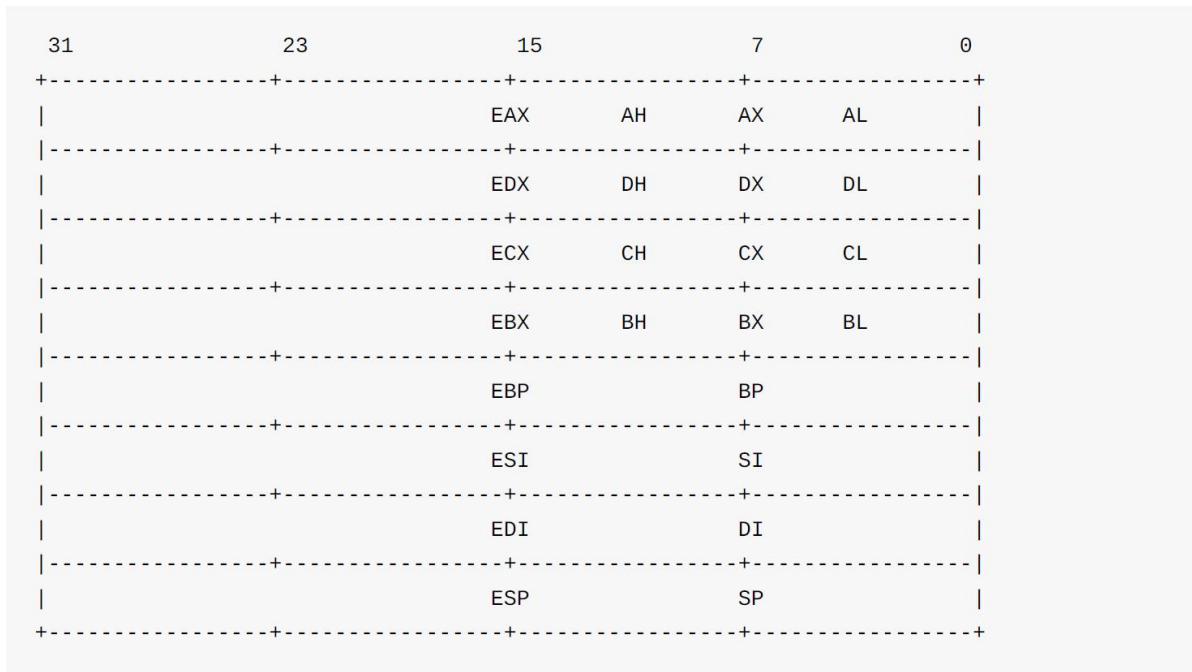 31                23                15                7               0
+-----------------+-----------------+-----------------+-----------------+
|                                  EAX       AH       AX      AL        |
|-----------------+-----------------+-----------------+-----------------|
|                                  EDX       DH       DX      DL        |
|-----------------+-----------------+-----------------+-----------------|
|                                  ECX       CH       CX      CL        |
|-----------------+-----------------+-----------------+-----------------|
|                                  EBX       BH       BX      BL        |
|-----------------+-----------------+-----------------+-----------------|
|                                  EBP                BP                |
|-----------------+-----------------+-----------------+-----------------|
|                                  ESI                SI                |
|-----------------+-----------------+-----------------+-----------------|
|                                  EDI                DI                |
|-----------------+-----------------+-----------------+-----------------|
|                                  ESP                SP                |
+-----------------+-----------------+-----------------+-----------------+